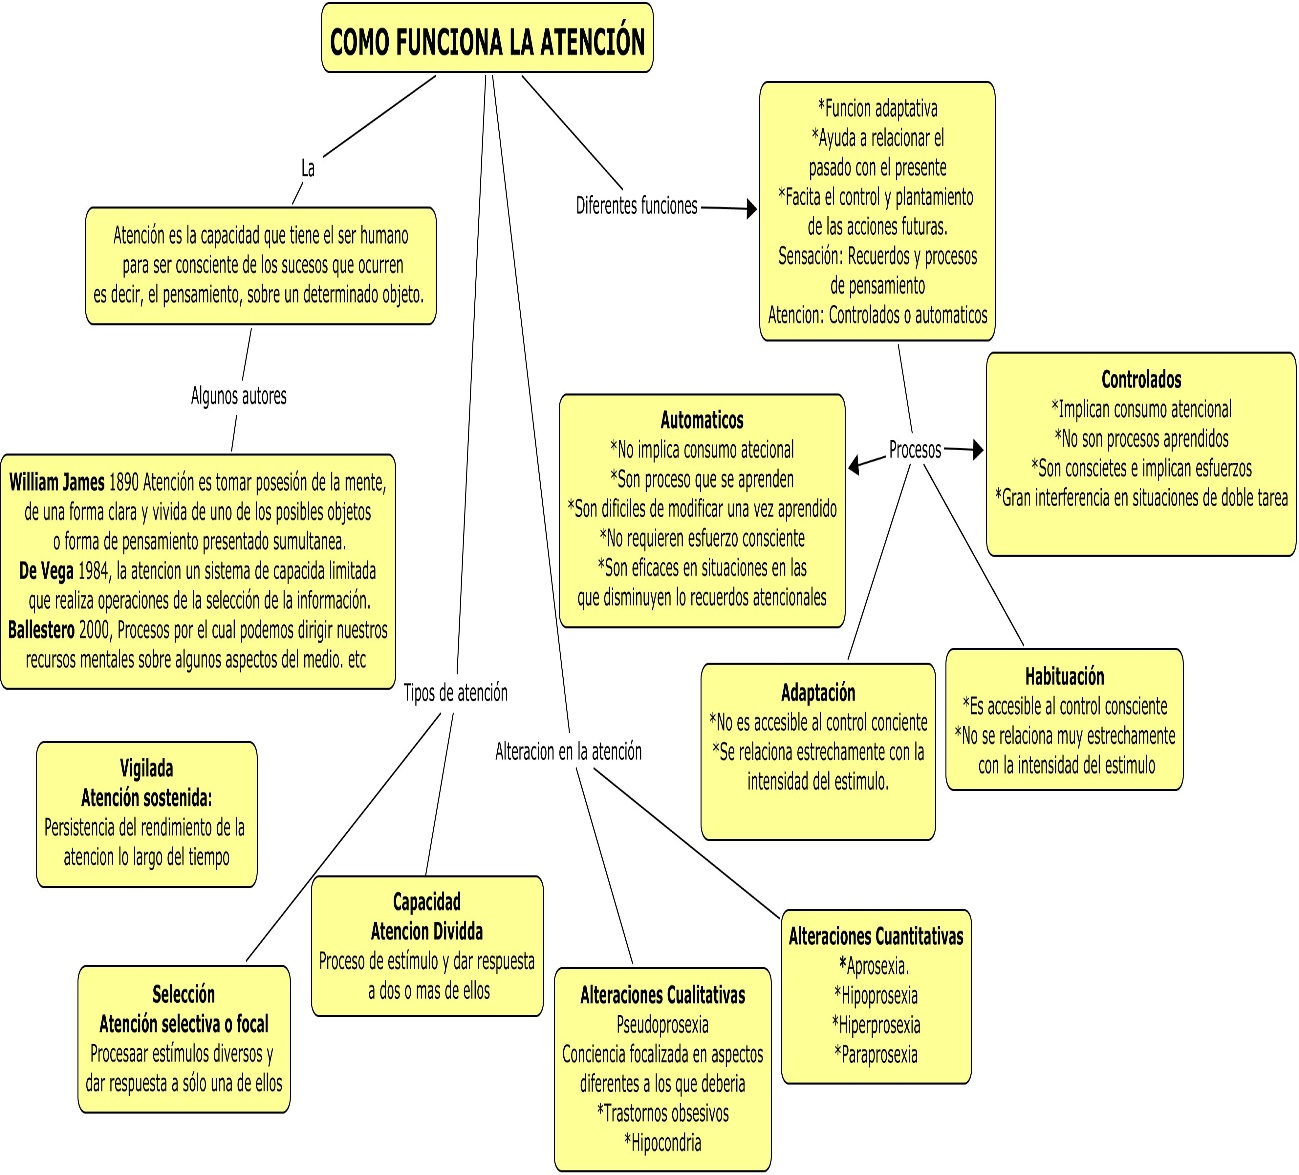 COMO FUNCIONA LA ATENCIÓN
La
Atención es la capacidad que tiene el ser humano
para ser consciente de los sucesos que ocurren
es decir, el pensamiento, sobre un determinado objeto.
Algunos autores
William James 1890 Atención es tomar posesión de la mente,
de una forma clara y vivida de uno de los posibles objetos
o forma de pensamiento presentado sumultanea.
De Vega 1984, la atencion un sistema de capacida limitada
que realiza operaciones de la selección de la información.
Ballestero 2000, Procesos por el cual podemos dirigir nuestros
recursos mentales sobre algunos aspectos del medio. etc
Diferentes funciones
*Funcion adaptativa
*Ayuda a relacionar el
pasado con el presente
*Facita el control y plantamiento
de las acciones futuras.
Sensación: Recuerdos y procesos
de pensamiento
Atencion: Controlados o automaticos
Procesos
Automaticos
*No implica consumo atecional
*Son proceso que se aprenden
*Son dificiles de modificar una vez aprendido
*No requieren esfuerzo consciente
*Son eficaces en situaciones en las
que disminuyen lo recuerdos atencionales
Controlados
*Implican consumo atencional
*No son procesos aprendidos
*Son conscietes e implican esfuerzos
*Gran interferencia en situaciones de doble tarea
Adaptación
*No es accesible al control conciente
*Se relaciona estrechamente con la
intensidad del estimulo.
Habituación
*Es accesible al control consciente
*No se relaciona muy estrechamente
con la intensidad del estimulo
Tipos de atención
Vigilada
Atención sostenida:
Persistencia del rendimiento de la
atencion lo largo del tiempo
Selección
Atención selectiva o focal
Procesaar estímulos diversos y
dar respuesta a sólo una de ellos
Capacidad
Atencion Dividda
Proceso de estímulo y dar respuesta
a dos o mas de ellos
Alteracion en la atención
Alteraciones Cualitativas
Pseudoprosexia
Conciencia focalizada en aspectos
diferentes a los que deberia
*Trastornos obsesivos
*Hipocondria
Alteraciones Cuantitativas
*Aprosexia.
*Hipoprosexia
*Hiperprosexia
*Paraprosexia